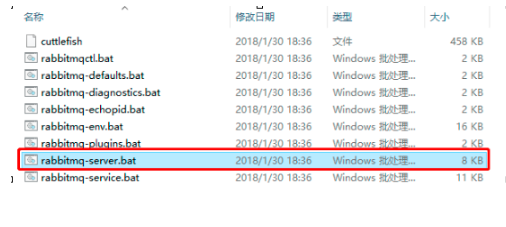 名称 修改日期 类型 大小
cuttlefish 2018/1/30 18:36 文件 458 KB
rabbitmqctl.bat 2018/1/30 18:36 Windows 批处理... 2 KB
rabbitmq-defaults.bat 2018/1/30 18:36 Windows 批处理... 2 KB
rabbitmq-diagnostics.bat 2018/1/30 18:36 Windows 批处理... 2 KB
rabbitmq-echopid.bat 2018/1/30 18:36 Windows 批处理... 2 KB
rabbitmq-env.bat 2018/1/30 18:36 Windows 批处理... 16 KB
rabbitmq-plugins.bat 2018/1/30 18:36 Windows 批处理... 2 KB
rabbitmq-server.bat 2018/1/30 18:36 Windows 批处理... 8 KB
rabbitmq-service.bat 2018/1/30 18:36 Windows 批处理... 11 KB